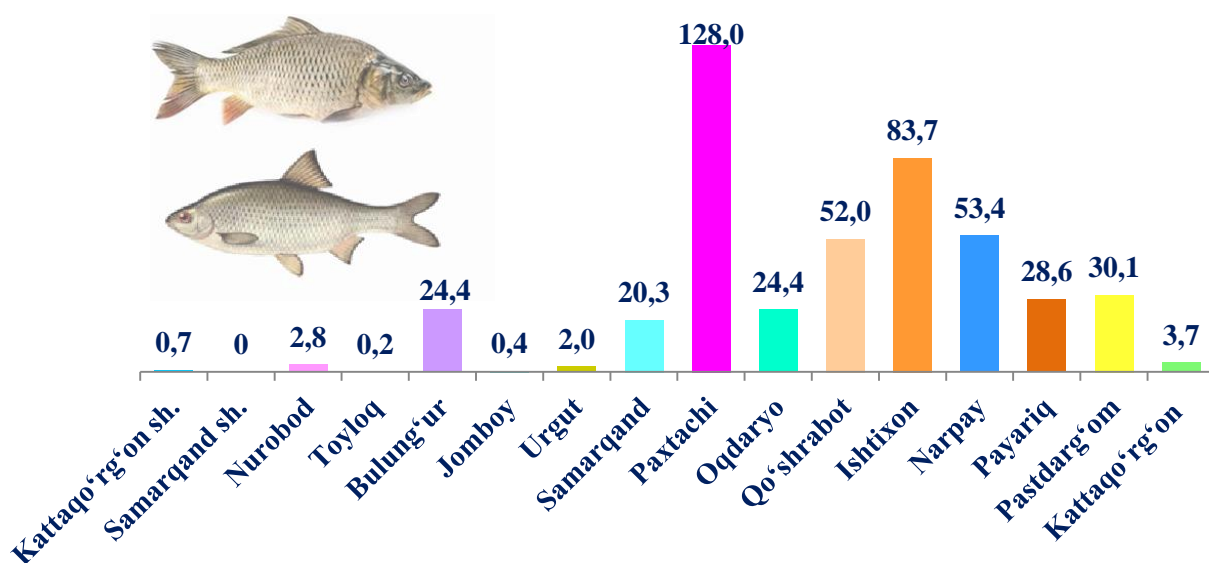 128,0
83,7
52,0
53,4
24,4
20,3
24,4
28,6
30,1
0,7
0
2,8
0,2
0,4
2,0
3,7
Kattaqo‘rg‘on sh.
Samarqand sh.
Nurobod
Toyloq
Bulung‘ur
Jomboy
Urgut
Samarqand
Paxtachi
Oqdaryo
Qo‘shrabot
Ishtixon
Narpay
Payariq
Pastdarg‘om
Kattaqo‘rg‘on